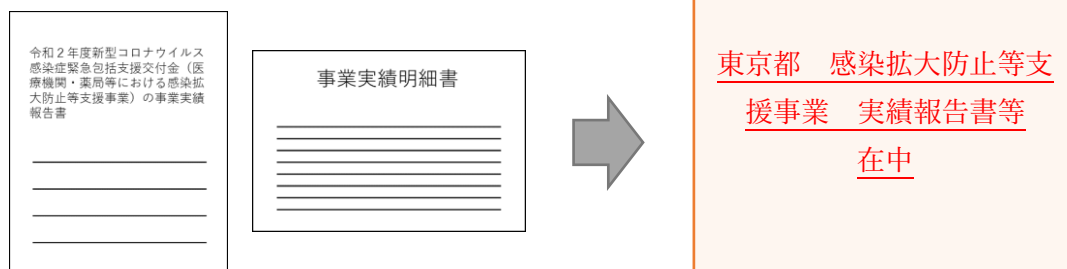 令和２年度新型コロナウイルス
感染症緊急包括支援交付金（医
療機関・薬局等における感染拡
大防止等支援事業）の事業実績
報告書
事業実績明細書
東京都　感染拡大防止等支
援事業　実績報告書等
在中